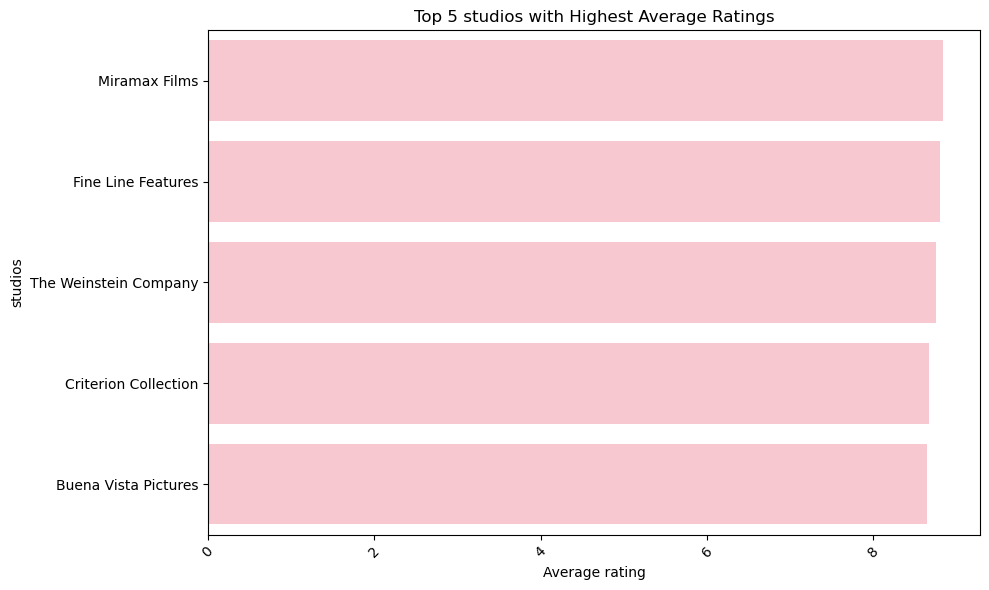 Top 5 studios with Highest Average Ratings
studios
Miramax Films
Fine Line Features
The Weinstein Company
Criterion Collection
Buena Vista Pictures
0 2 4 6 8
Average rating